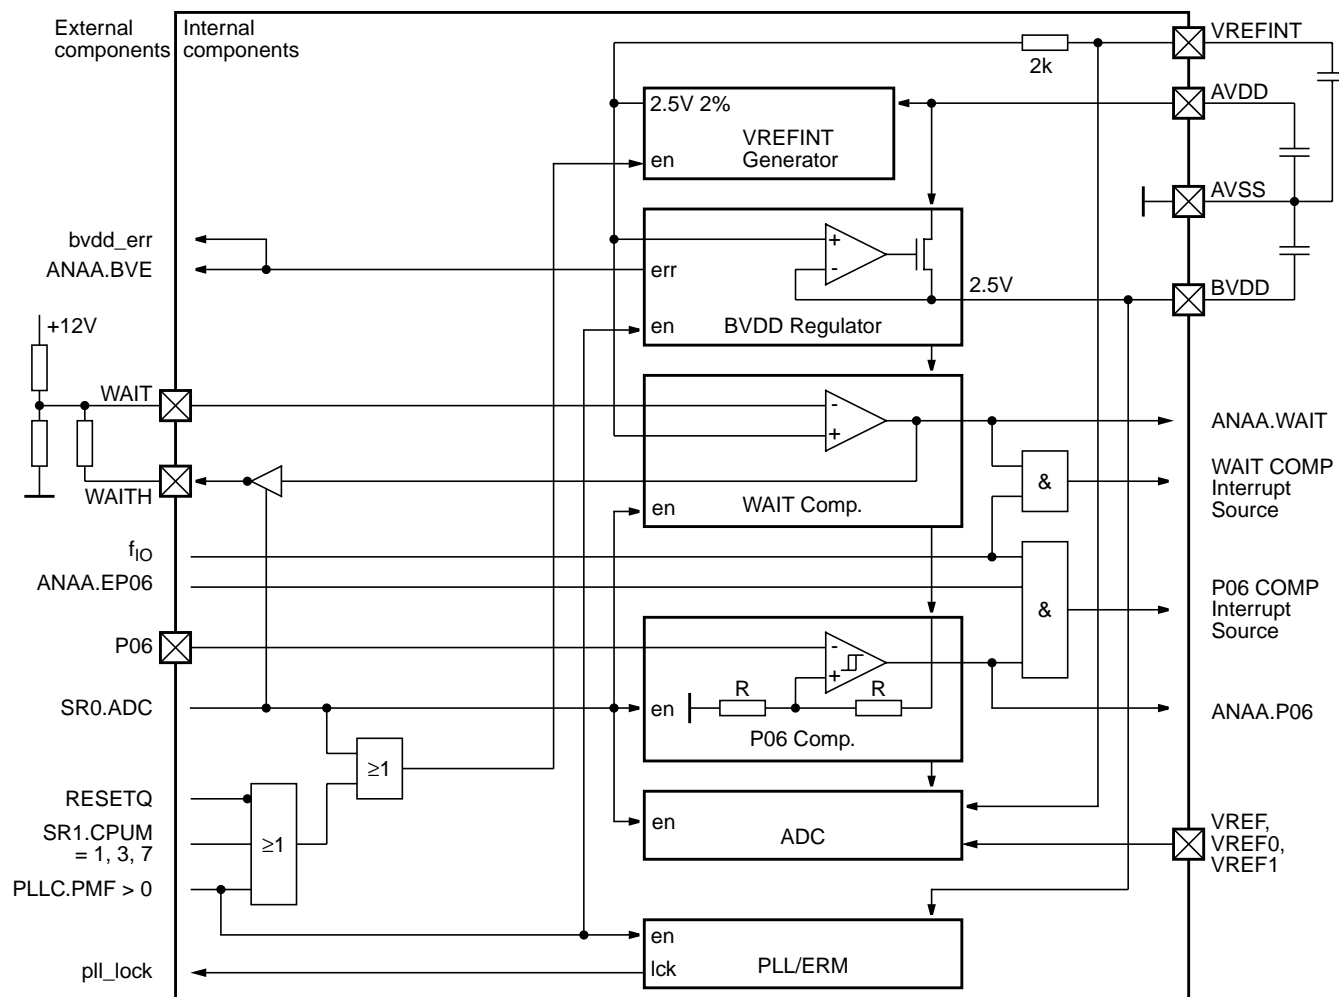 External
components
Internal
components
VREFINT
2k
AVDD
2.5V 2%
VREFINT
Generator
en
AVSS
bvdd_err
ANAA.BVE
+
-
err
2.5V
BVDD
en
BVDD Regulator
+12V
WAIT
-
+
ANAA.WAIT
WAITH
&
WAIT COMP
Interrupt
Source
en
WAIT Comp.
fIO
ANAA.EP06
&
P06 COMP
Interrupt
Source
P06
-
+
R
R
SR0.ADC
en
ANAA.P06
P06 Comp.
≥1
RESETQ
SR1.CPUM
= 1, 3, 7
≥1
en
ADC
VREF,
VREF0,
VREF1
PLLC.PMF > 0
en
lck
PLL/ERM
pll_lock